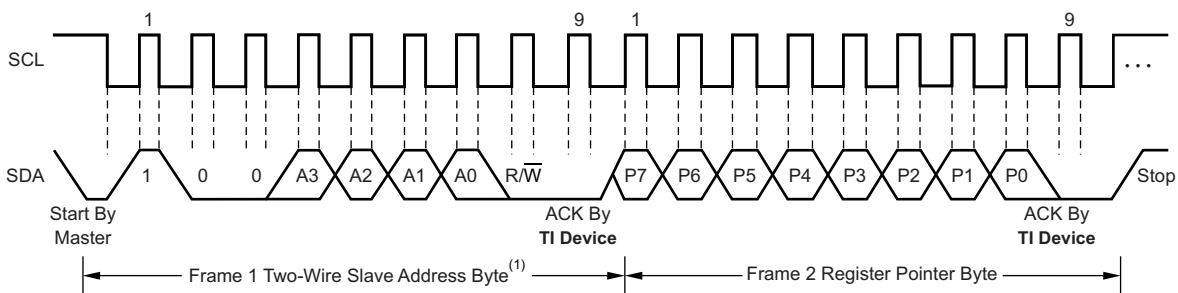 1 9 1 9
SCL
. . .
SDA
1 0 0 A3 A2 A1 A0 R/W̅ P7 P6 P5 P4 P3 P2 P1 P0 Stop
Start By
Master
ACK By
TI Device
ACK By
TI Device
Frame 1 Two-Wire Slave Address Byte(1)
Frame 2 Register Pointer Byte